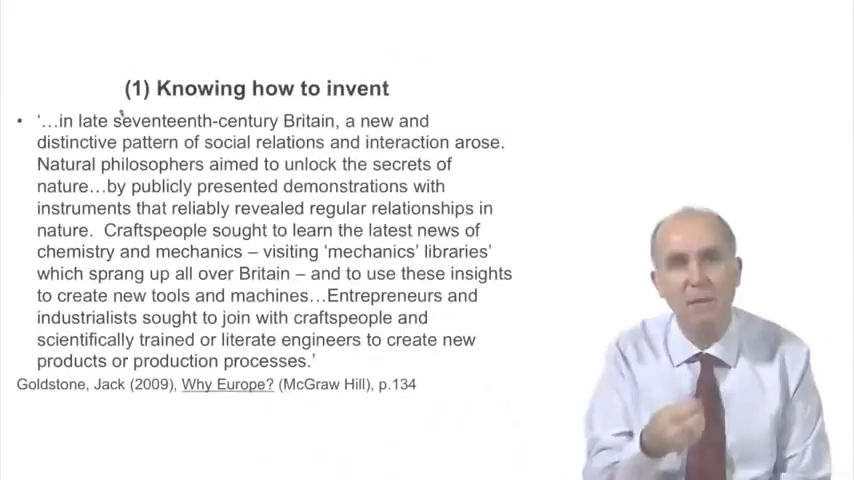 (1) Knowing how to invent
• ‘…in late seventeenth-century Britain, a new and
distinctive pattern of social relations and interaction arose.
Natural philosophers aimed to unlock the secrets of
nature…by publicly presented demonstrations with
instruments that reliably revealed regular relationships in
nature.  Craftspeople sought to learn the latest news of
chemistry and mechanics – visiting ‘mechanics’ libraries’
which sprang up all over Britain – and to use these insights
to create new tools and machines…Entrepreneurs and
industrialists sought to join with craftspeople and
scientifically trained or literate engineers to create new
products or production processes.’
Goldstone, Jack (2009), Why Europe? (McGraw Hill), p.134